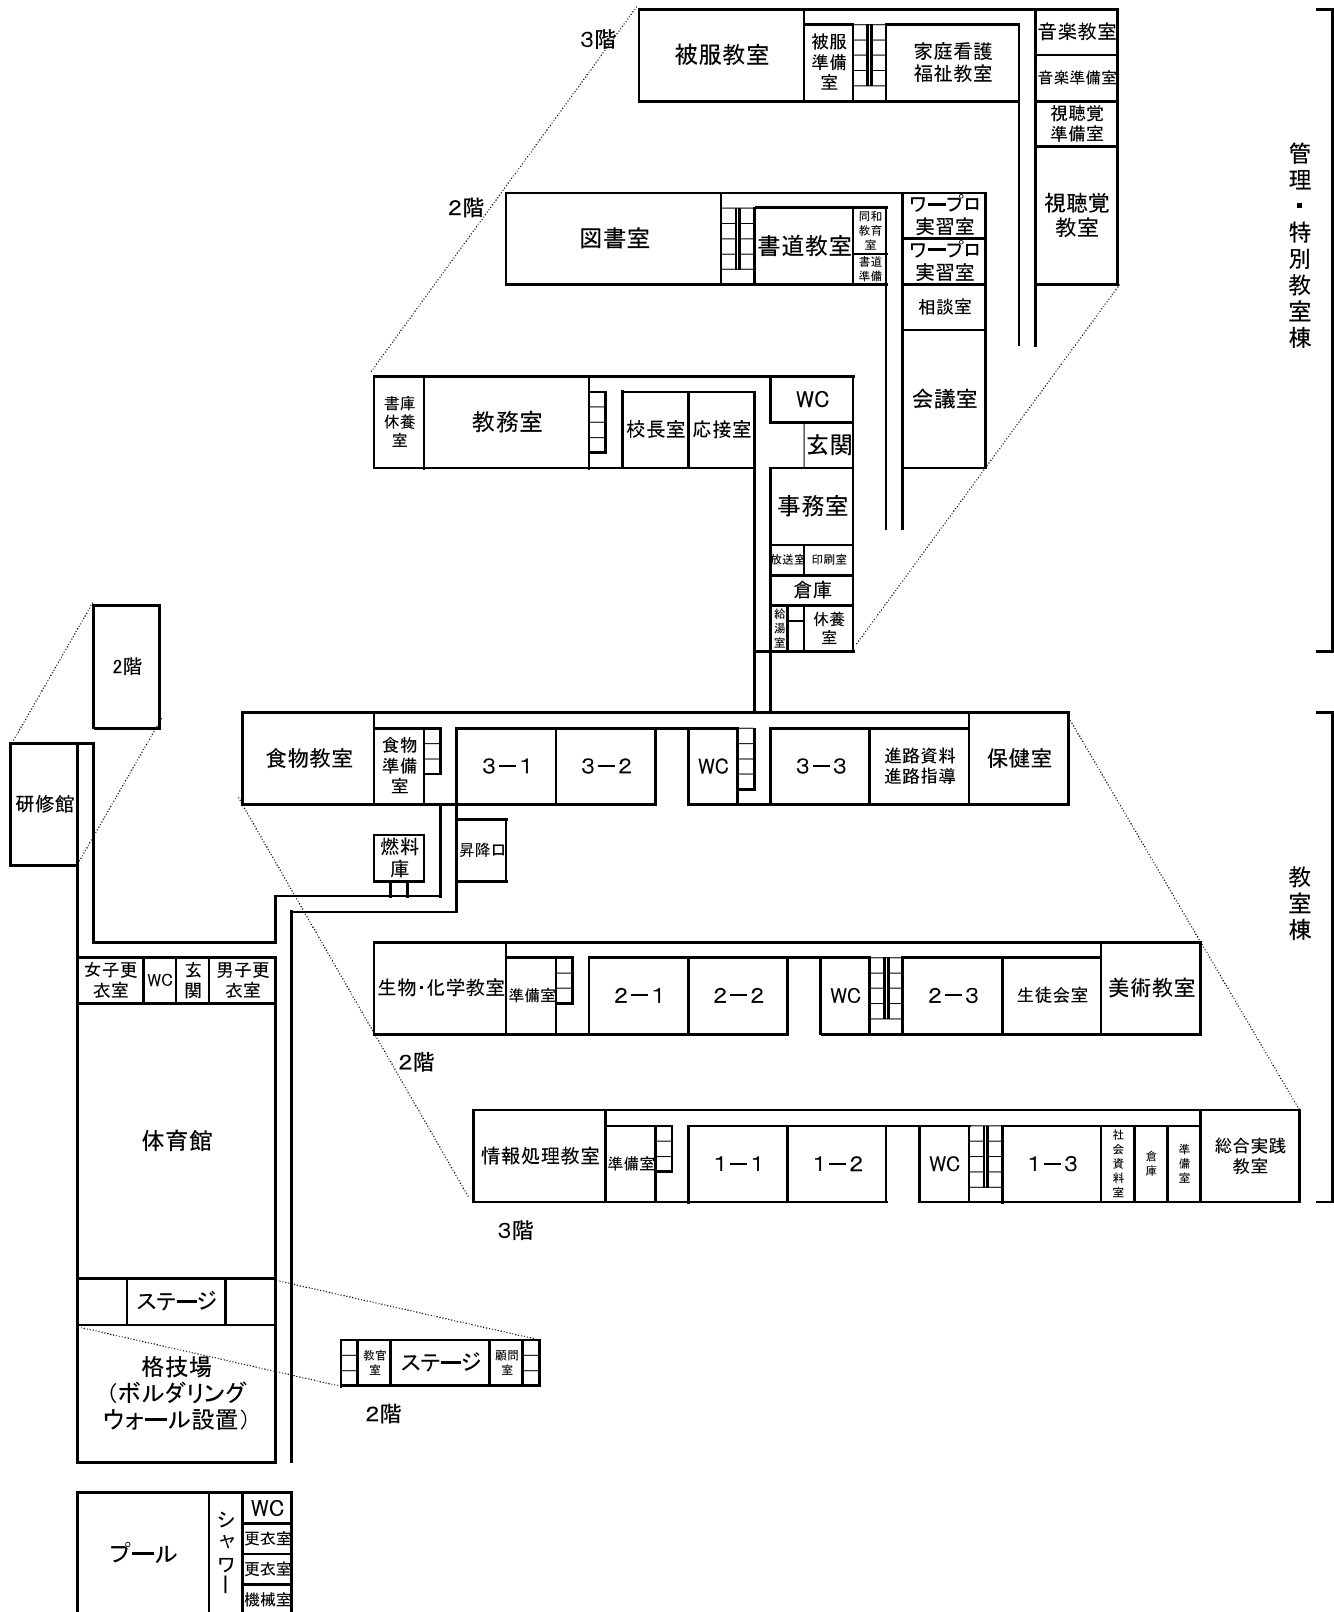 3階
被服教室
被服
準備
室
家庭看護
福祉教室
音楽教室
音楽準備室
視聴覚
準備室
視聴覚
教室
管理・特別教室棟
2階
図書室
書道教室
同和
教育
室
書道
準備
ワープロ
実習室
ワープロ
実習室
相談室
会議室
書庫
休養
室
教務室
校長室
応接室
WC
玄関
事務室
放送室
印刷室
倉庫
給
湯
室
休養
室
2階
研修館
食物教室
食物
準備
室
3－1
3－2
WC
3－3
進路資料
進路指導
保健室
燃料
庫
昇降口
教室棟
女子更
衣室
WC
玄
関
男子更
衣室
生物・化学教室
準備室
2－1
2－2
WC
2－3
生徒会室
美術教室
2階
体育館
情報処理教室
準備室
1－1
1－2
WC
1－3
社会資料室
倉庫
準備室
総合実践
教室
3階
ステージ
格技場
（ボルダリング
ウォール設置）
教官
室
ステージ
顧問
室
2階
プール
シャワー
WC
更衣室
更衣室
機械室